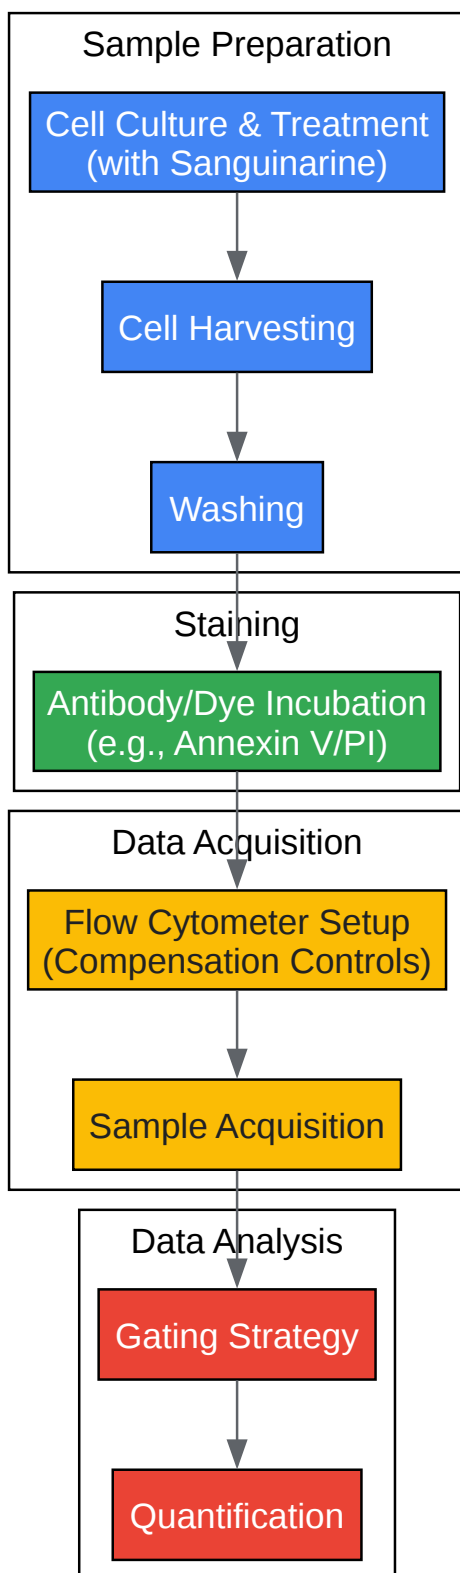 Sample Preparation
Cell Culture & Treatment
(with Sanguinarine)
Cell Harvesting
Washing
Staining
Antibody/Dye Incubation
(e.g., Annexin V/PI)
Data Acquisition
Flow Cytometer Setup
(Compensation Controls)
Sample Acquisition
Data Analysis
Gating Strategy
Quantification